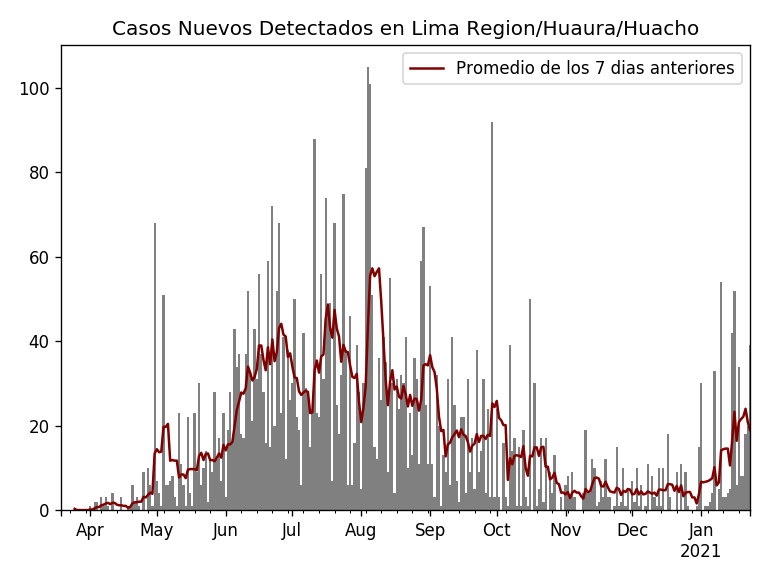 Casos Nuevos Detectados en Lima Region/Huaura/Huacho
Promedio de los 7 dias anteriores
100
80
60
40
20
0
Apr May Jun Jul Aug Sep Oct Nov Dec Jan
2021